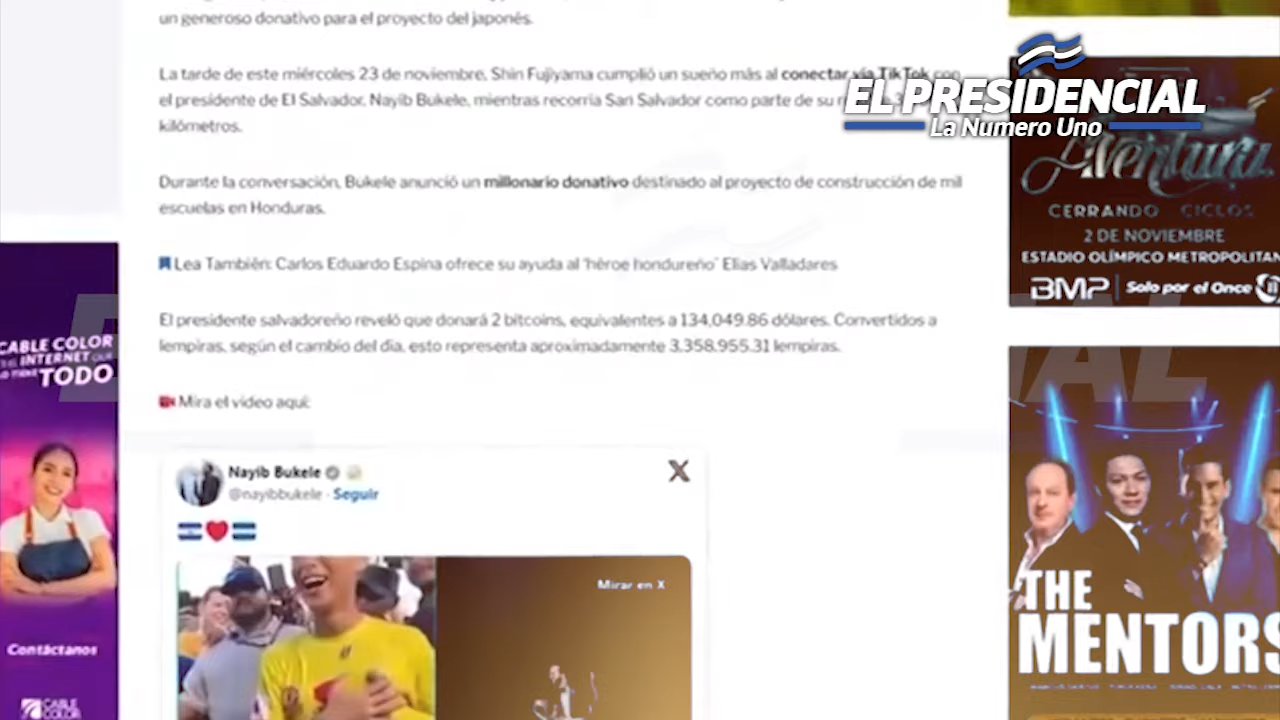 un generoso donativo para el proyecto del japonés.
La tarde de este miércoles 23 de noviembre, Shin Fujiyama cumplió un sueño más al conectar vía TikTok con
el presidente de El Salvador, Nayib Bukele, mientras recorría San Salvador como parte de su
kilómetros.
Durante la conversación, Bukele anunció un millonario donativo destinado al proyecto de construcción de mil
escuelas en Honduras.
Lea También: Carlos Eduardo Espina ofrece su ayuda al 'héroe hondureño' Elías Valladares
El presidente salvadoreño reveló que donará 2 bitcoins, equivalentes a 134,049.86 dólares. Convertidos a
lempiras, según el cambio del día, esto representa aproximadamente 3,358,955.31 lempiras.
Mira el video aquí:
Nayib Bukele
@nayibbukele · Seguir
Mirar en X
EL PRESIDENCIAL
La Numero Uno
Aventura
CERRANDO CICLOS
2 DE NOVIEMBRE
ESTADIO OLÍMPICO METROPOLITAN
BMP Solo por el Once 11
THE
MENTORS
CABLE COLOR
INTERNET QUE
LO TIENE TODO
Contáctanos
CABLE
COLOR